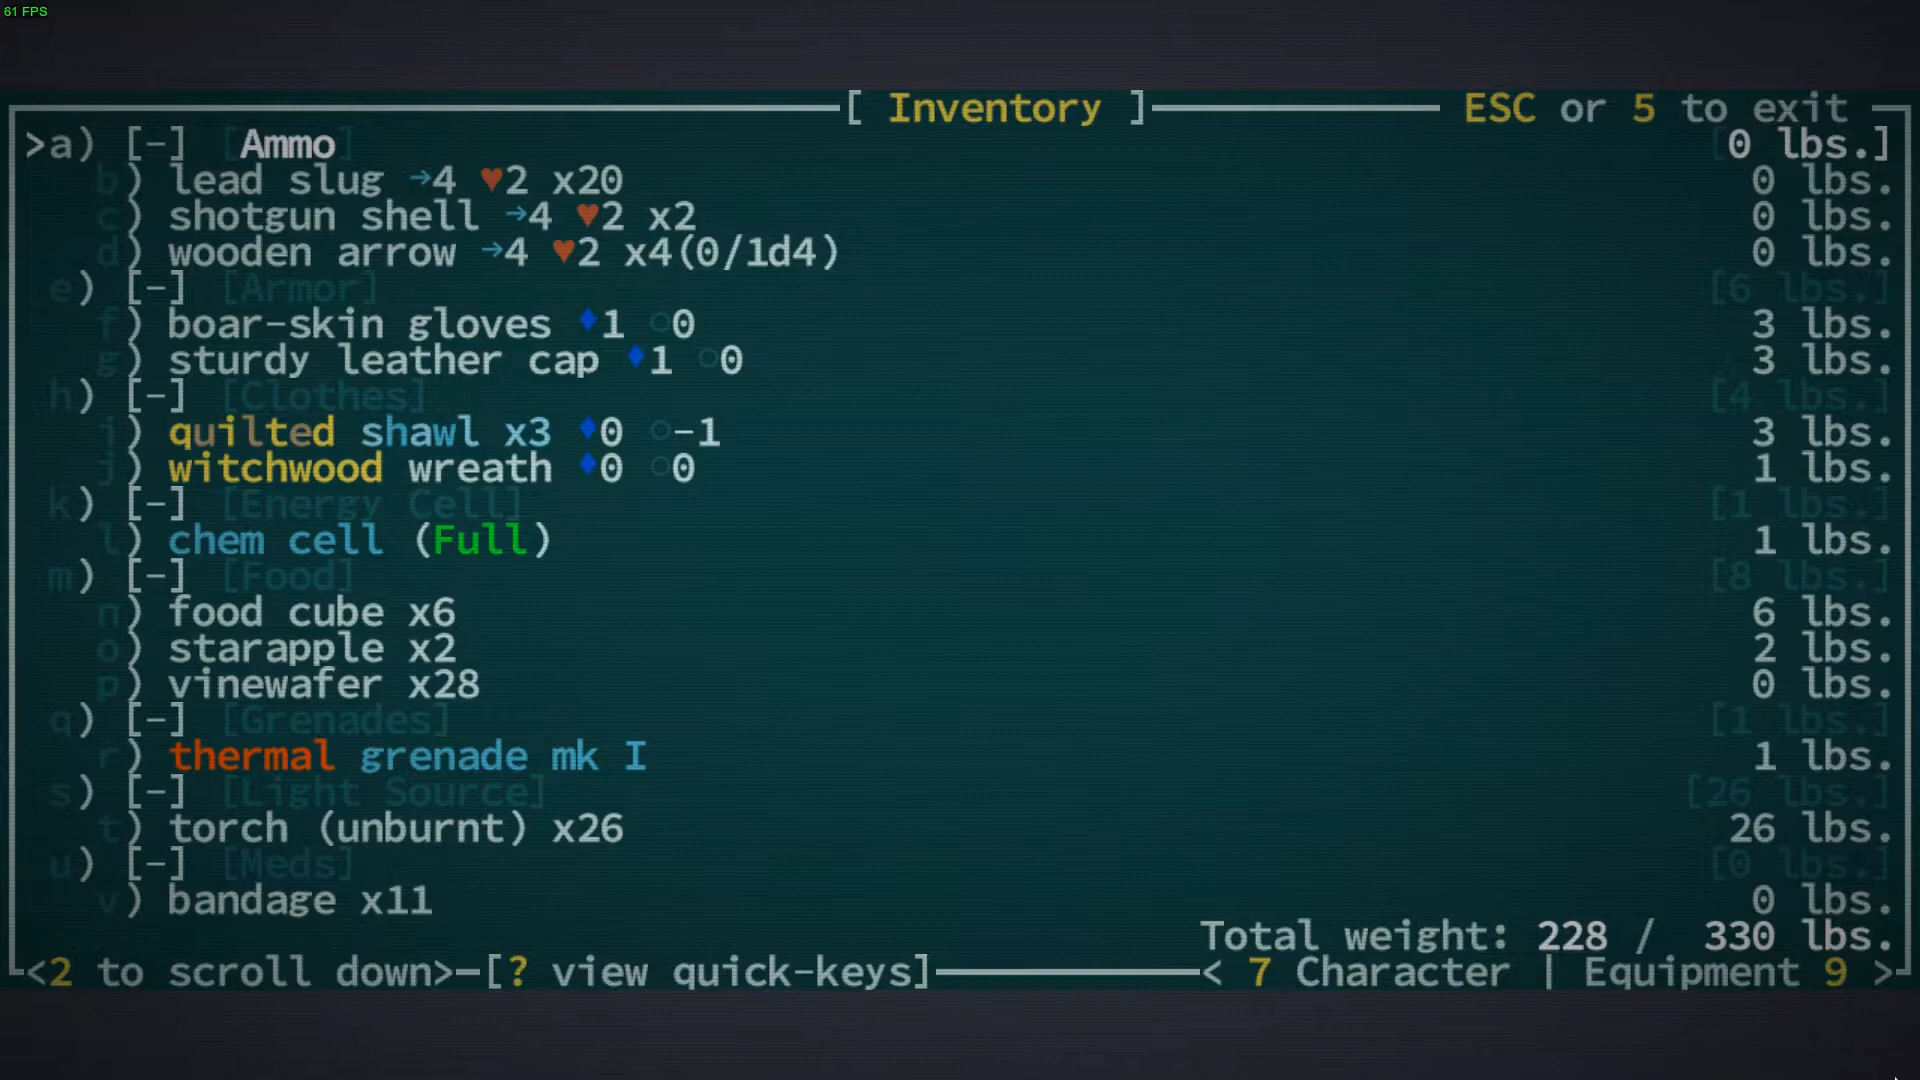 61 FPS
[ Inventory ] ESC or 5 to exit
>a) [-] [Ammo] [0 lbs.]
b) lead slug →4 ♥2 x20 0 lbs.
c) shotgun shell →4 ♥2 x2 0 lbs.
d) wooden arrow →4 ♥2 x4(0/1d4) 0 lbs.
e) [-] [Armor] [6 lbs.]
f) boar-skin gloves ♦1 ○0 3 lbs.
g) sturdy leather cap ♦1 ○0 3 lbs.
h) [-] [Clothes] [4 lbs.]
i) quilted shawl x3 ♦0 ○-1 3 lbs.
j) witchwood wreath ♦0 ○0 1 lbs.
k) [-] [Energy Cell] [1 lbs.]
l) chem cell (Full) 1 lbs.
m) [-] [Food] [8 lbs.]
n) food cube x6 6 lbs.
o) starapple x2 2 lbs.
p) vinewafer x28 0 lbs.
q) [-] [Grenades] [1 lbs.]
r) thermal grenade mk I 1 lbs.
s) [-] [Light Source] [26 lbs.]
t) torch (unburnt) x26 26 lbs.
u) [-] [Meds] [0 lbs.]
v) bandage x11 0 lbs.
Total weight: 228 / 330 lbs.
<2 to scroll down> [? view quick-keys] < 7 Character | Equipment 9 >